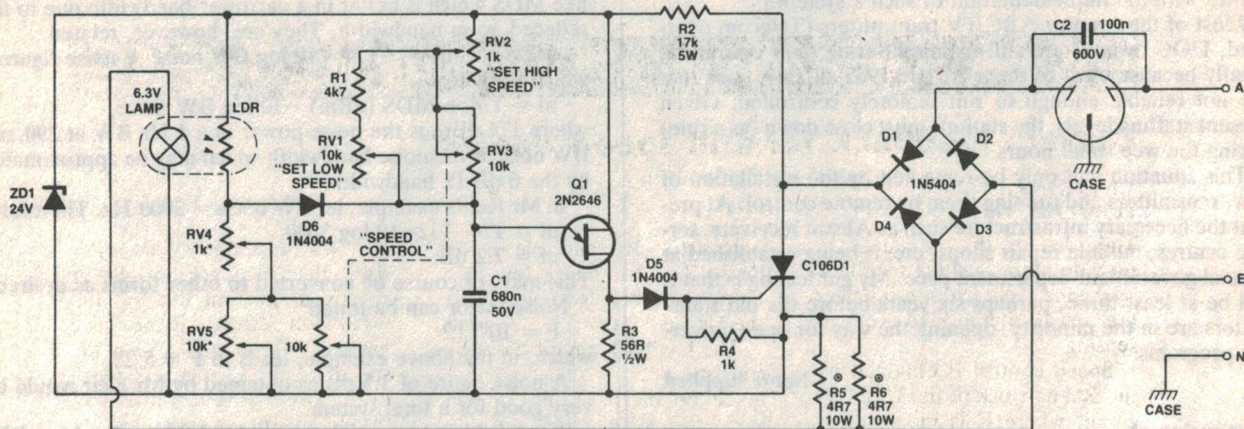 R2
17k
5W
C2
100n
600V
A
RV2
1k
"SET HIGH
SPEED"
R1
4k7
6.3V
LAMP
LDR
RV1
10k
"SET LOW
SPEED"
RV3
10k
D1
D2
1N5404
D4
D3
CASE
ZD1
24V
Q1
2N2646
D6
1N4004
RV4
1k*
"SPEED
CONTROL"
C1
680n
50V
D5
1N4004
C106D1
E
RV5
10k*
10k
R3
56R
½W
R4
1k
R5
4R7
10W
R6
4R7
10W
N
CASE